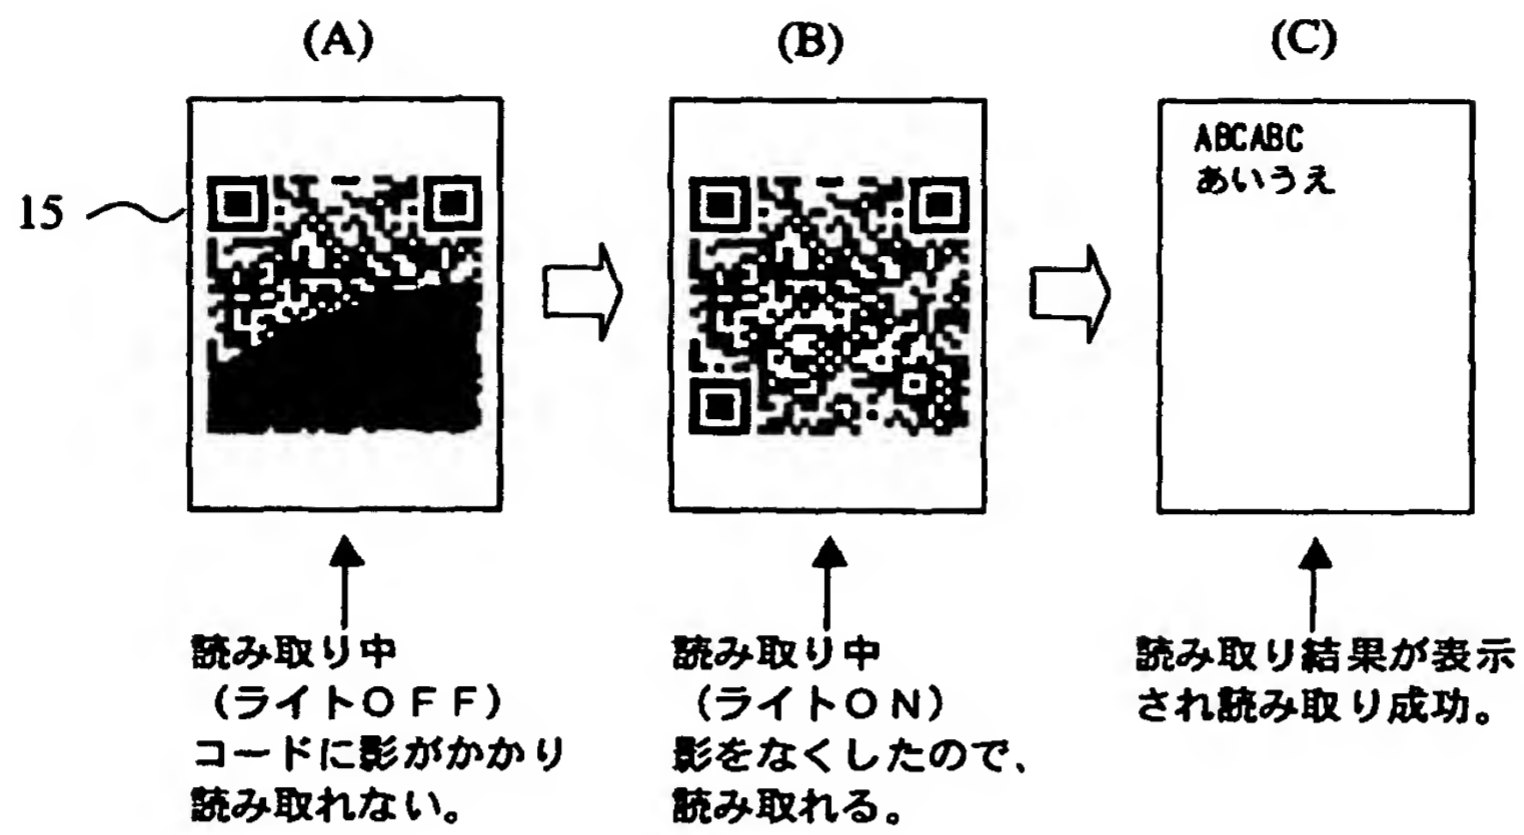 (A)
(B)
(C)
15
ABCABC
あいうえ
読み取り中
(ライトOFF)
コードに影がかかり
読み取れない。
読み取り中
(ライトON)
影をなくしたので、
読み取れる。
読み取り結果が表示
され読み取り成功。